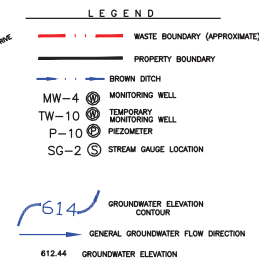 LEGEND
DRIVE
WASTE BOUNDARY (APPROXIMATE)
PROPERTY BOUNDARY
BROWN DITCH
MW-4 W MONITORING WELL
TW-10 W TEMPORARY
MONITORING WELL
P-10 P PIEZOMETER
SG-2 S STREAM GAUGE LOCATION
614 GROUNDWATER ELEVATION
CONTOUR
GENERAL GROUNDWATER FLOW DIRECTION
612.44 GROUNDWATER ELEVATION